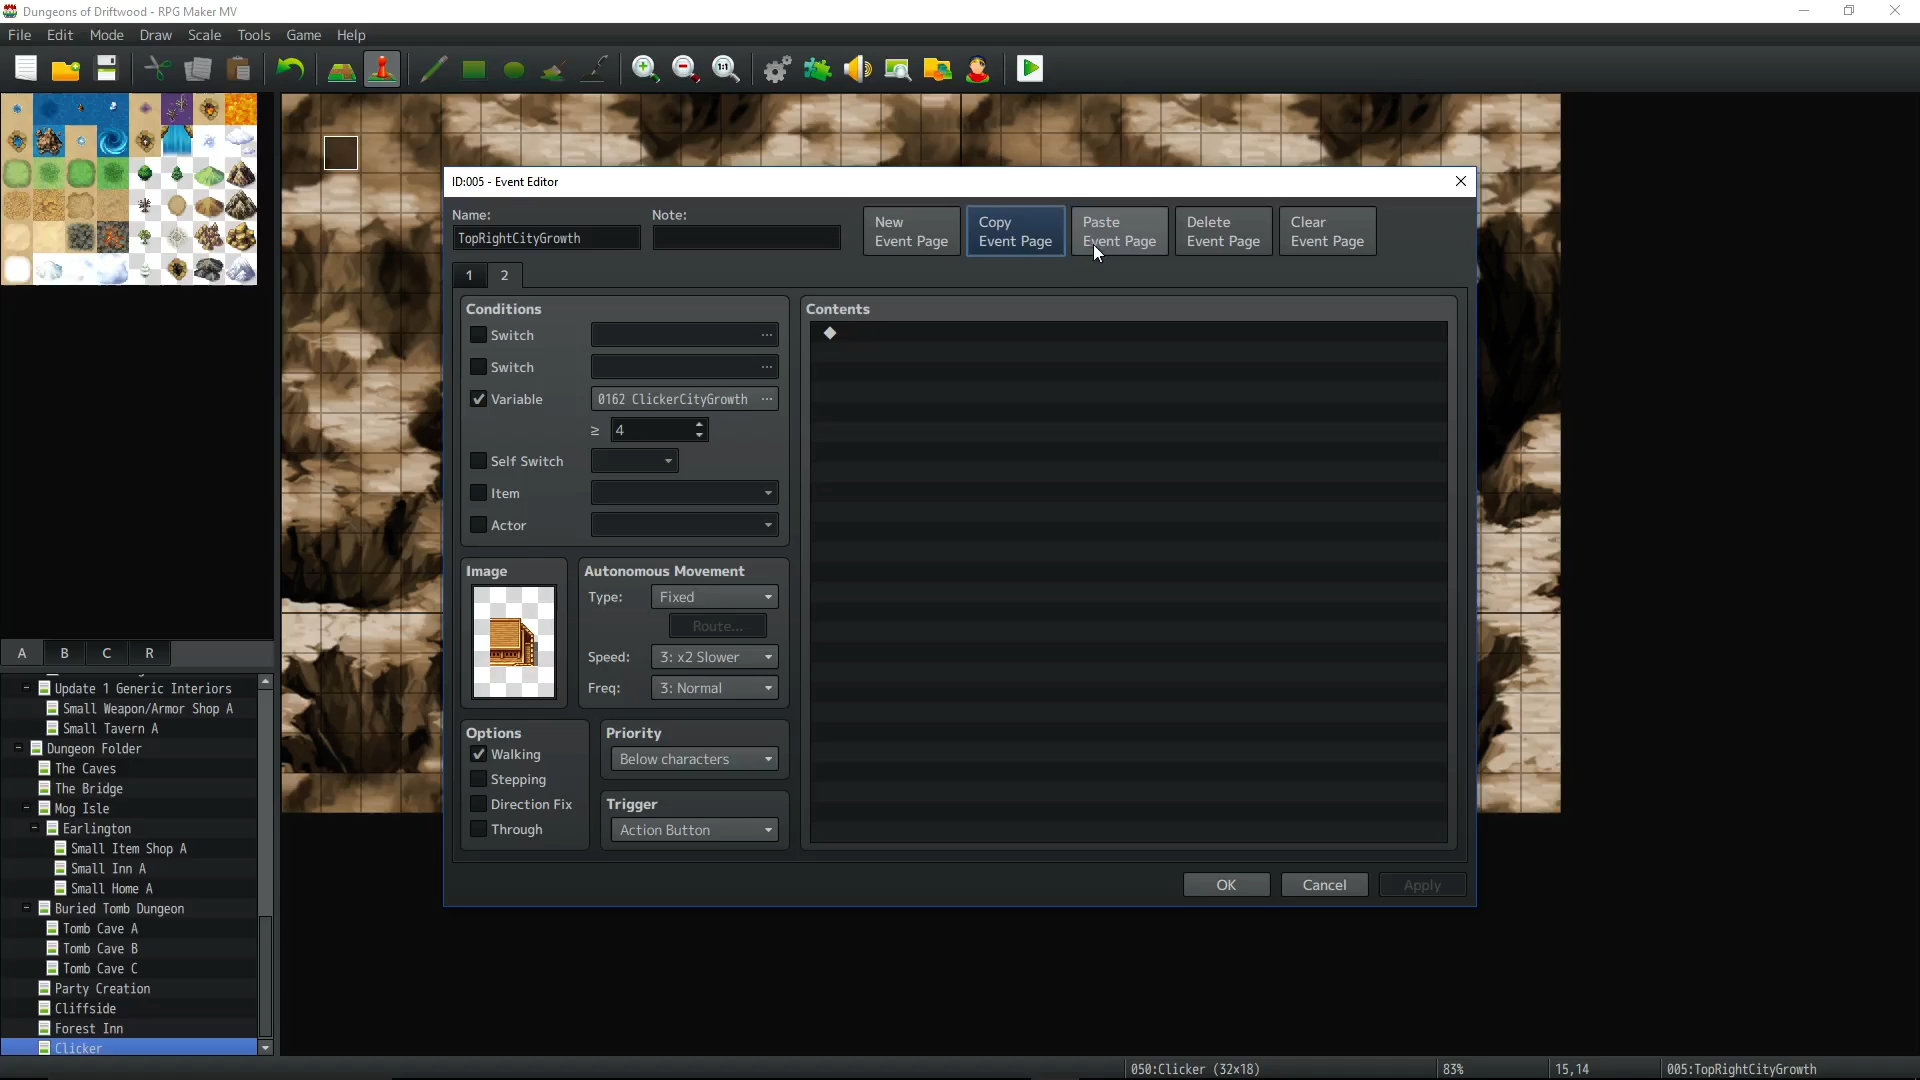 Dungeons of Driftwood - RPG Maker MV
File Edit Mode Draw Scale Tools Game Help
1:1
ID:005 - Event Editor
Name:
Note:
TopRightCityGrowth
New Event Page
Copy Event Page
Paste Event Page
Delete Event Page
Clear Event Page
1 2
Conditions
Switch ...
Switch ...
Variable 0162 ClickerCityGrowth ...
≥ 4
Self Switch
Item
Actor
Image
Autonomous Movement
Type: Fixed
Route...
Speed: 3: x2 Slower
Freq: 3: Normal
Options
Walking
Stepping
Direction Fix
Through
Priority
Below characters
Trigger
Action Button
Contents
OK Cancel Apply
A B C R
Update 1 Generic Interiors
Small Weapon/Armor Shop A
Small Tavern A
Dungeon Folder
The Caves
The Bridge
Mog Isle
Earlington
Small Item Shop A
Small Inn A
Small Home A
Buried Tomb Dungeon
Tomb Cave A
Tomb Cave B
Tomb Cave C
Party Creation
Cliffside
Forest Inn
Clicker
050:Clicker (32x18) 83% 15,14 005:TopRightCityGrowth